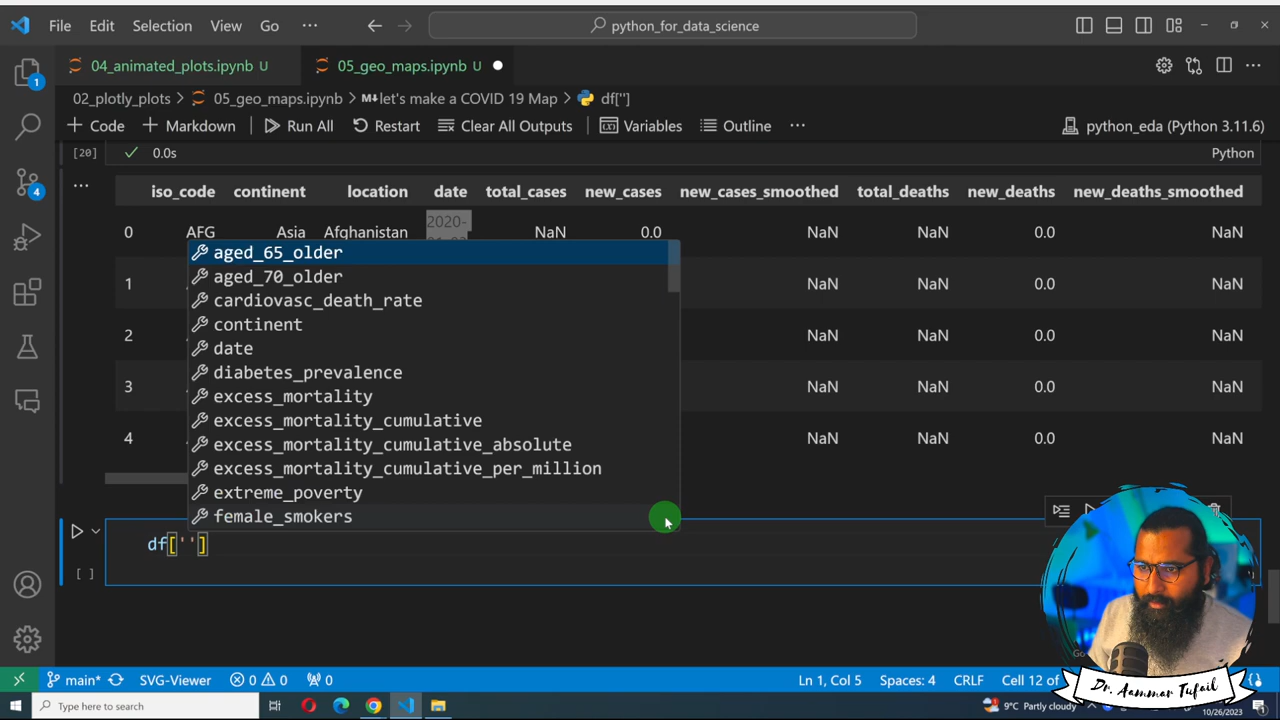 File Edit Selection View Go ··· python_for_data_science
04_animated_plots.ipynb U 05_geo_maps.ipynb U
02_plotly_plots > 05_geo_maps.ipynb > M↓let's make a COVID 19 Map > df['']
+ Code + Markdown Run All Restart Clear All Outputs Variables Outline ··· python_eda (Python 3.11.6)
[20] 0.0s Python
iso_code continent location date total_cases new_cases new_cases_smoothed total_deaths new_deaths new_deaths_smoothed
0 AFG Asia Afghanistan 2020- NaN 0.0 NaN NaN 0.0 NaN
1 NaN NaN 0.0 NaN
2 NaN NaN 0.0 NaN
3 NaN NaN 0.0 NaN
4 NaN NaN 0.0 NaN
aged_65_older
aged_70_older
cardiovasc_death_rate
continent
date
diabetes_prevalence
excess_mortality
excess_mortality_cumulative
excess_mortality_cumulative_absolute
excess_mortality_cumulative_per_million
extreme_poverty
female_smokers
df['']
[ ]
1
4
main* SVG-Viewer 0 0 0 Ln 1, Col 5 Spaces: 4 CRLF Cell 12 of
Dr. Aammar Tufail
Type here to search 9°C Partly cloudy 10/26/2023